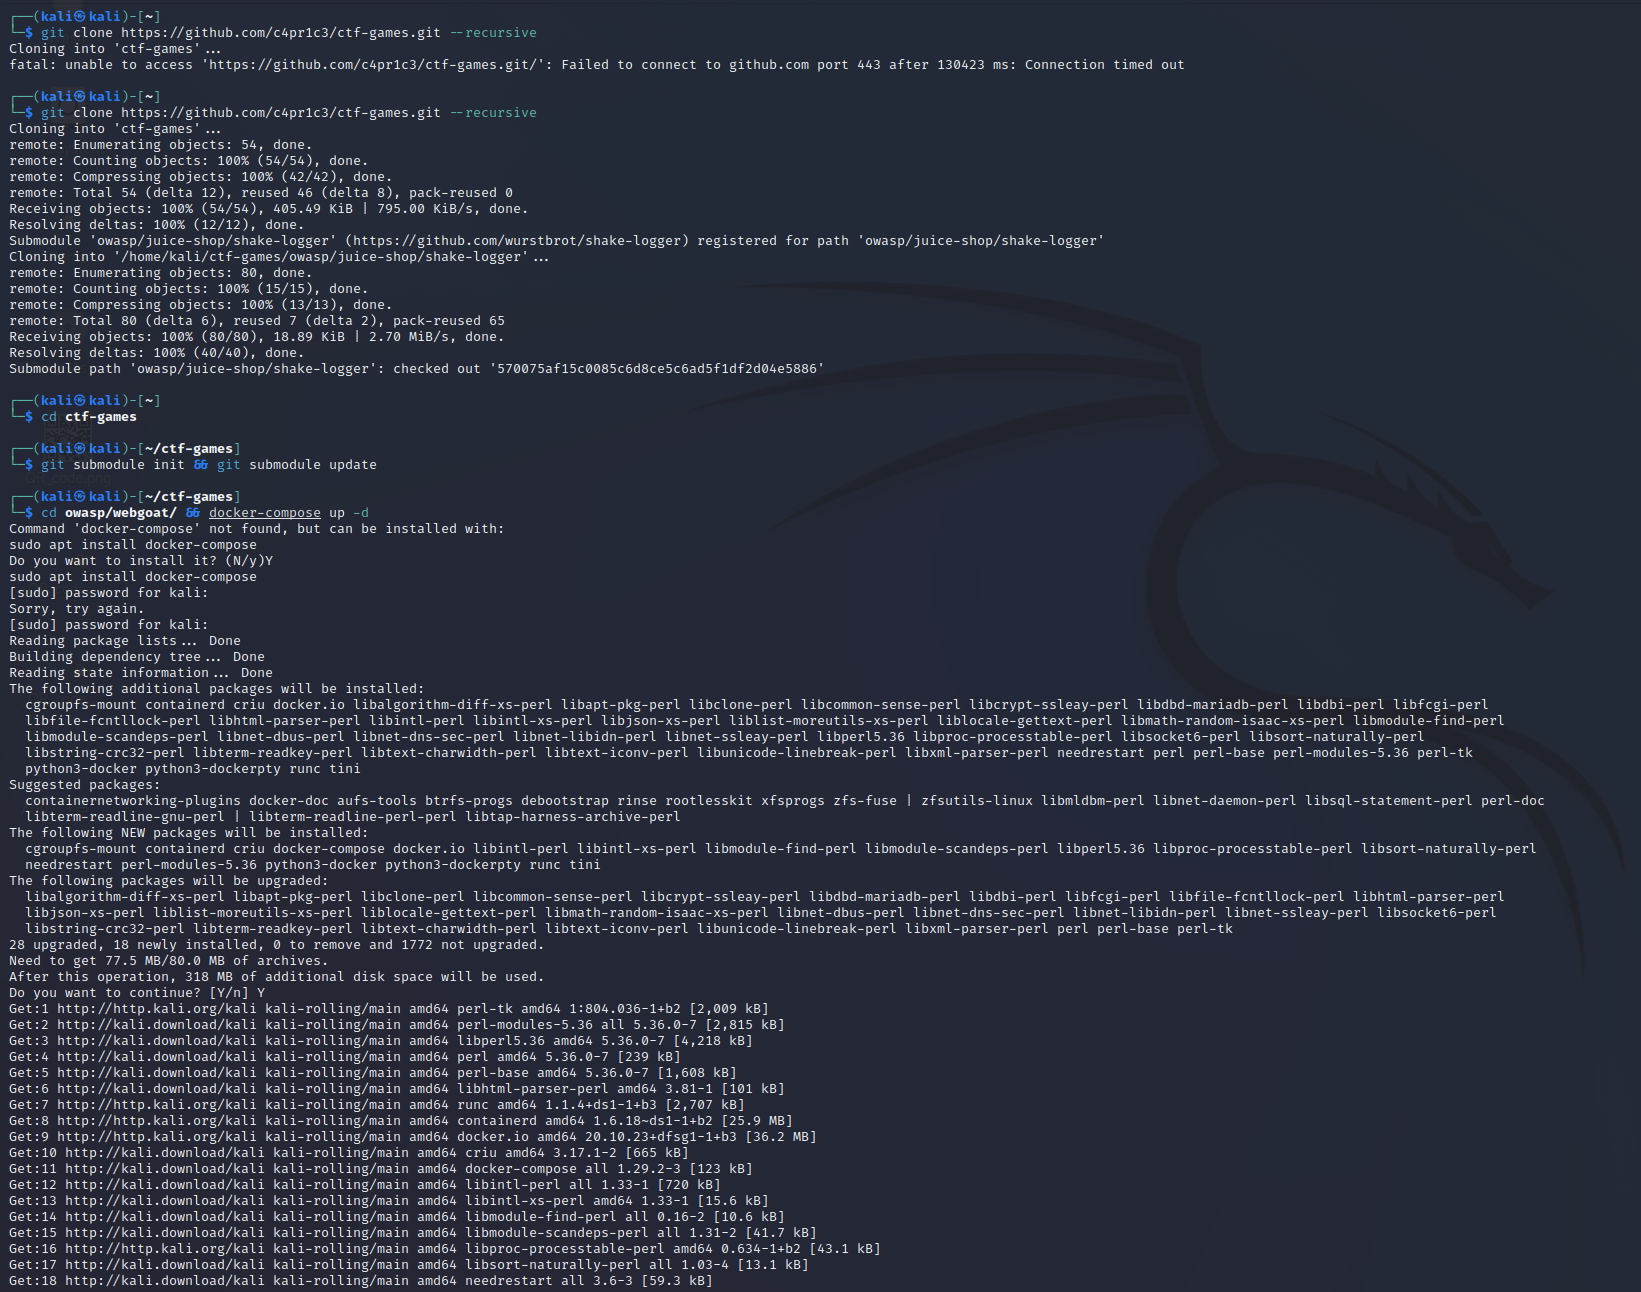 ┌──(kali㉿kali)-[~]
└─$ git clone https://github.com/c4pr1c3/ctf-games.git --recursive
Cloning into 'ctf-games'...
fatal: unable to access 'https://github.com/c4pr1c3/ctf-games.git/': Failed to connect to github.com port 443 after 130423 ms: Connection timed out
┌──(kali㉿kali)-[~]
└─$ git clone https://github.com/c4pr1c3/ctf-games.git --recursive
Cloning into 'ctf-games'...
remote: Enumerating objects: 54, done.
remote: Counting objects: 100% (54/54), done.
remote: Compressing objects: 100% (42/42), done.
remote: Total 54 (delta 12), reused 46 (delta 8), pack-reused 0
Receiving objects: 100% (54/54), 405.49 KiB | 795.00 KiB/s, done.
Resolving deltas: 100% (12/12), done.
Submodule 'owasp/juice-shop/shake-logger' (https://github.com/wurstbrot/shake-logger) registered for path 'owasp/juice-shop/shake-logger'
Cloning into '/home/kali/ctf-games/owasp/juice-shop/shake-logger'...
remote: Enumerating objects: 80, done.
remote: Counting objects: 100% (15/15), done.
remote: Compressing objects: 100% (13/13), done.
remote: Total 80 (delta 6), reused 7 (delta 2), pack-reused 65
Receiving objects: 100% (80/80), 18.89 KiB | 2.70 MiB/s, done.
Resolving deltas: 100% (40/40), done.
Submodule path 'owasp/juice-shop/shake-logger': checked out '570075af15c0085c6d8ce5c6ad5f1df2d04e5886'
┌──(kali㉿kali)-[~]
└─$ cd ctf-games
┌──(kali㉿kali)-[~/ctf-games]
└─$ git submodule init && git submodule update
┌──(kali㉿kali)-[~/ctf-games]
└─$ cd owasp/webgoat/ && docker-compose up -d
Command 'docker-compose' not found, but can be installed with:
sudo apt install docker-compose
Do you want to install it? (N/y)Y
sudo apt install docker-compose
[sudo] password for kali:
Sorry, try again.
[sudo] password for kali:
Reading package lists... Done
Building dependency tree... Done
Reading state information... Done
The following additional packages will be installed:
cgroupfs-mount containerd criu docker.io libalgorithm-diff-xs-perl libapt-pkg-perl libclone-perl libcommon-sense-perl libcrypt-ssleay-perl libdbd-mariadb-perl libdbi-perl libfcgi-perl
libfile-fcntllock-perl libhtml-parser-perl libintl-perl libintl-xs-perl libjson-xs-perl liblist-moreutils-xs-perl liblocale-gettext-perl libmath-random-isaac-xs-perl libmodule-find-perl
libmodule-scandeps-perl libnet-dbus-perl libnet-dns-sec-perl libnet-libidn-perl libnet-ssleay-perl libperl5.36 libproc-processtable-perl libsocket6-perl libsort-naturally-perl
libstring-crc32-perl libterm-readkey-perl libtext-charwidth-perl libtext-iconv-perl libunicode-linebreak-perl libxml-parser-perl needrestart perl perl-base perl-modules-5.36 perl-tk
python3-docker python3-dockerpty runc tini
Suggested packages:
containernetworking-plugins docker-doc aufs-tools btrfs-progs debootstrap rinse rootlesskit xfsprogs zfs-fuse | zfsutils-linux libmldbm-perl libnet-daemon-perl libsql-statement-perl perl-doc
libterm-readline-gnu-perl | libterm-readline-perl-perl libtap-harness-archive-perl
The following NEW packages will be installed:
cgroupfs-mount containerd criu docker-compose docker.io libintl-perl libintl-xs-perl libmodule-find-perl libmodule-scandeps-perl libperl5.36 libproc-processtable-perl libsort-naturally-perl
needrestart perl-modules-5.36 python3-docker python3-dockerpty runc tini
The following packages will be upgraded:
libalgorithm-diff-xs-perl libapt-pkg-perl libclone-perl libcommon-sense-perl libcrypt-ssleay-perl libdbd-mariadb-perl libdbi-perl libfcgi-perl libfile-fcntllock-perl libhtml-parser-perl
libjson-xs-perl liblist-moreutils-xs-perl liblocale-gettext-perl libmath-random-isaac-xs-perl libnet-dbus-perl libnet-dns-sec-perl libnet-libidn-perl libnet-ssleay-perl libsocket6-perl
libstring-crc32-perl libterm-readkey-perl libtext-charwidth-perl libtext-iconv-perl libunicode-linebreak-perl libxml-parser-perl perl perl-base perl-tk
28 upgraded, 18 newly installed, 0 to remove and 1772 not upgraded.
Need to get 77.5 MB/80.0 MB of archives.
After this operation, 318 MB of additional disk space will be used.
Do you want to continue? [Y/n] Y
Get:1 http://http.kali.org/kali kali-rolling/main amd64 perl-tk amd64 1:804.036-1+b2 [2,009 kB]
Get:2 http://kali.download/kali kali-rolling/main amd64 perl-modules-5.36 all 5.36.0-7 [2,815 kB]
Get:3 http://kali.download/kali kali-rolling/main amd64 libperl5.36 amd64 5.36.0-7 [4,218 kB]
Get:4 http://kali.download/kali kali-rolling/main amd64 perl amd64 5.36.0-7 [239 kB]
Get:5 http://kali.download/kali kali-rolling/main amd64 perl-base amd64 5.36.0-7 [1,608 kB]
Get:6 http://kali.download/kali kali-rolling/main amd64 libhtml-parser-perl amd64 3.81-1 [101 kB]
Get:7 http://http.kali.org/kali kali-rolling/main amd64 runc amd64 1.1.4+ds1-1+b3 [2,707 kB]
Get:8 http://http.kali.org/kali kali-rolling/main amd64 containerd amd64 1.6.18~ds1-1+b2 [25.9 MB]
Get:9 http://http.kali.org/kali kali-rolling/main amd64 docker.io amd64 20.10.23+dfsg1-1+b3 [36.2 MB]
Get:10 http://kali.download/kali kali-rolling/main amd64 criu amd64 3.17.1-2 [665 kB]
Get:11 http://kali.download/kali kali-rolling/main amd64 docker-compose all 1.29.2-3 [123 kB]
Get:12 http://kali.download/kali kali-rolling/main amd64 libintl-perl all 1.33-1 [720 kB]
Get:13 http://kali.download/kali kali-rolling/main amd64 libintl-xs-perl amd64 1.33-1 [15.6 kB]
Get:14 http://kali.download/kali kali-rolling/main amd64 libmodule-find-perl all 0.16-2 [10.6 kB]
Get:15 http://kali.download/kali kali-rolling/main amd64 libmodule-scandeps-perl all 1.31-2 [41.7 kB]
Get:16 http://http.kali.org/kali kali-rolling/main amd64 libproc-processtable-perl amd64 0.634-1+b2 [43.1 kB]
Get:17 http://kali.download/kali kali-rolling/main amd64 libsort-naturally-perl all 1.03-4 [13.1 kB]
Get:18 http://kali.download/kali kali-rolling/main amd64 needrestart all 3.6-3 [59.3 kB]